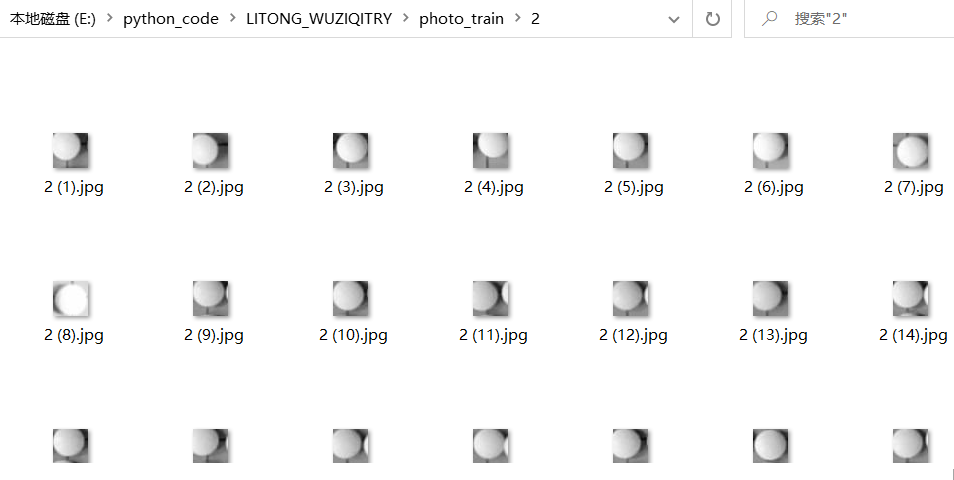 本地磁盘 (E:) > python_code > LITONG_WUZIQITRY > photo_train > 2
搜索"2"
2 (1).jpg
2 (2).jpg
2 (3).jpg
2 (4).jpg
2 (5).jpg
2 (6).jpg
2 (7).jpg
2 (8).jpg
2 (9).jpg
2 (10).jpg
2 (11).jpg
2 (12).jpg
2 (13).jpg
2 (14).jpg